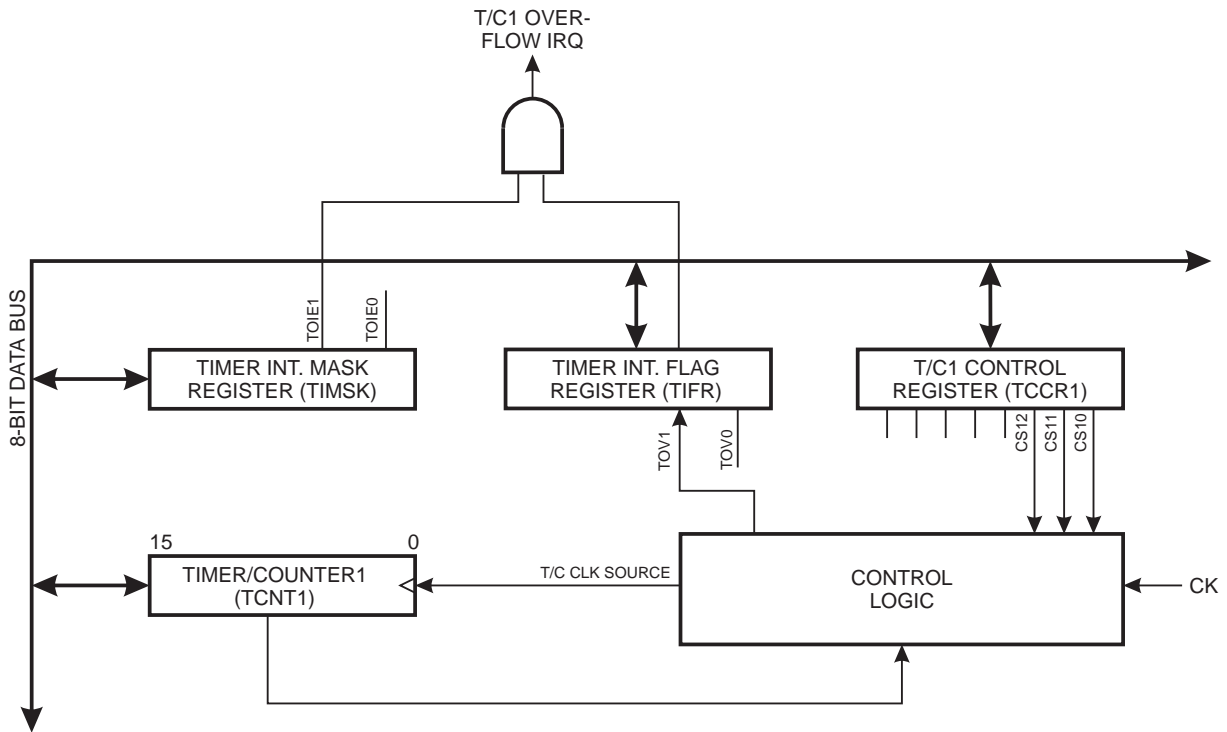 T/C1 OVER-
FLOW IRQ
8-BIT DATA BUS
TOIE1
TOIE0
TIMER INT. MASK
REGISTER (TIMSK)
TIMER INT. FLAG
REGISTER (TIFR)
T/C1 CONTROL
REGISTER (TCCR1)
TOV1
TOV0
CS12
CS11
CS10
15
0
TIMER/COUNTER1
(TCNT1)
T/C CLK SOURCE
CONTROL
LOGIC
CK